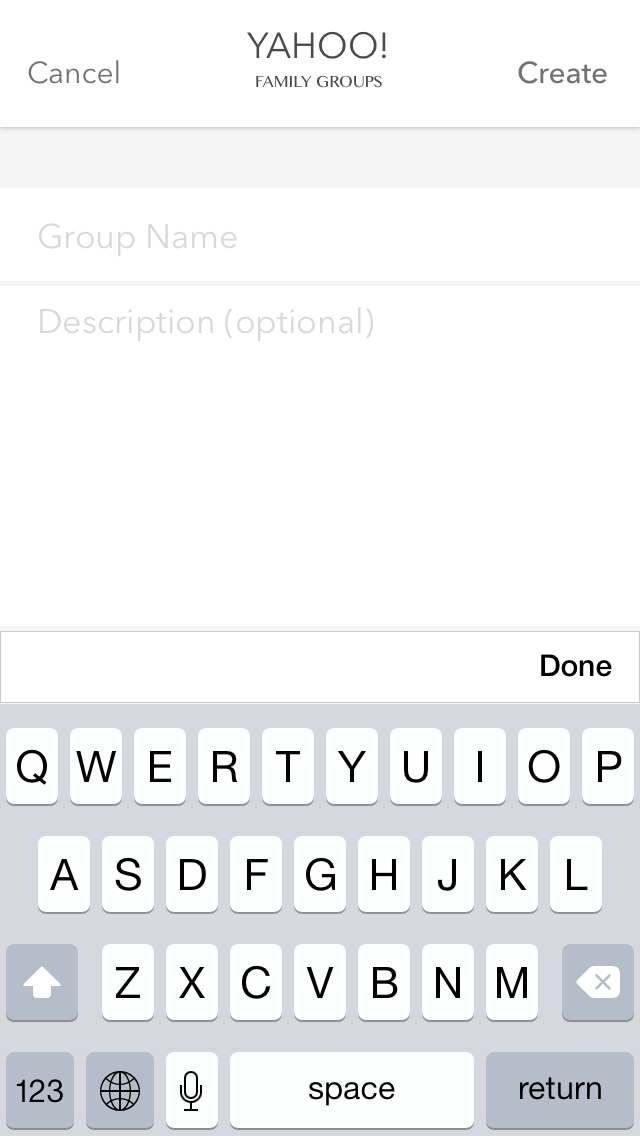 YAHOO!
Cancel
FAMILY GROUPS
Create
Group Name
Description (optional)
Done
Q W E R T Y U I O P
A S D F G H J K L
Z X C V B N M
123 space return